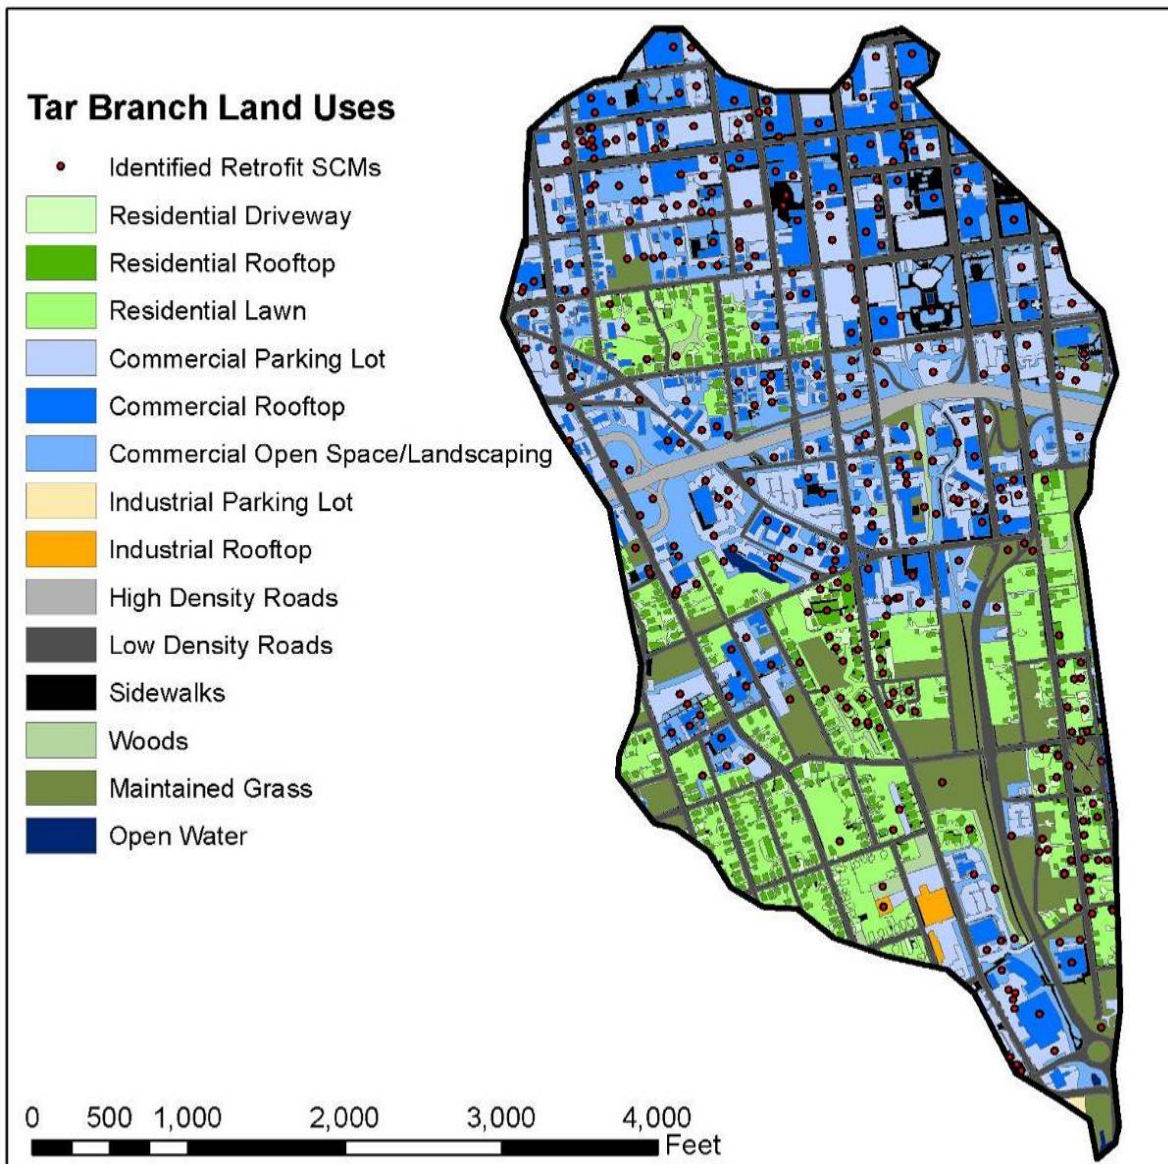 Tar Branch Land Uses
Identified Retrofit SCMs
Residential Driveway
Residential Rooftop
Residential Lawn
Commercial Parking Lot
Commercial Rooftop
Commercial Open Space/Landscaping
Industrial Parking Lot
Industrial Rooftop
High Density Roads
Low Density Roads
Sidewalks
Woods
Maintained Grass
Open Water
0 500 1,000 2,000 3,000 4,000
Feet